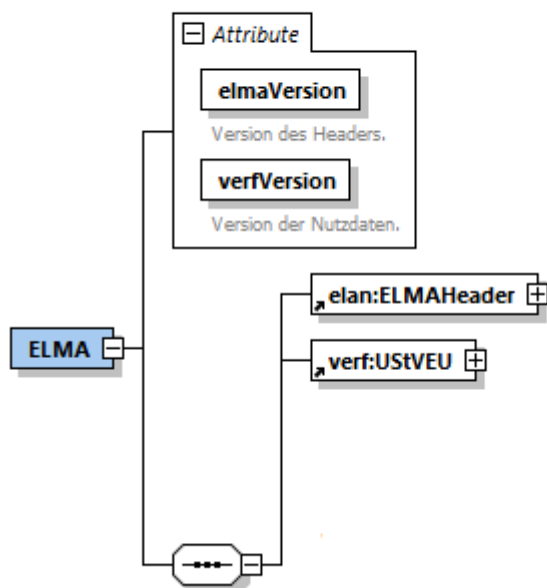 Attribute
elmaVersion
Version des Headers.
verfVersion
Version der Nutzdaten.
elan:ELMAHeader
ELMA
verf:UStVEU